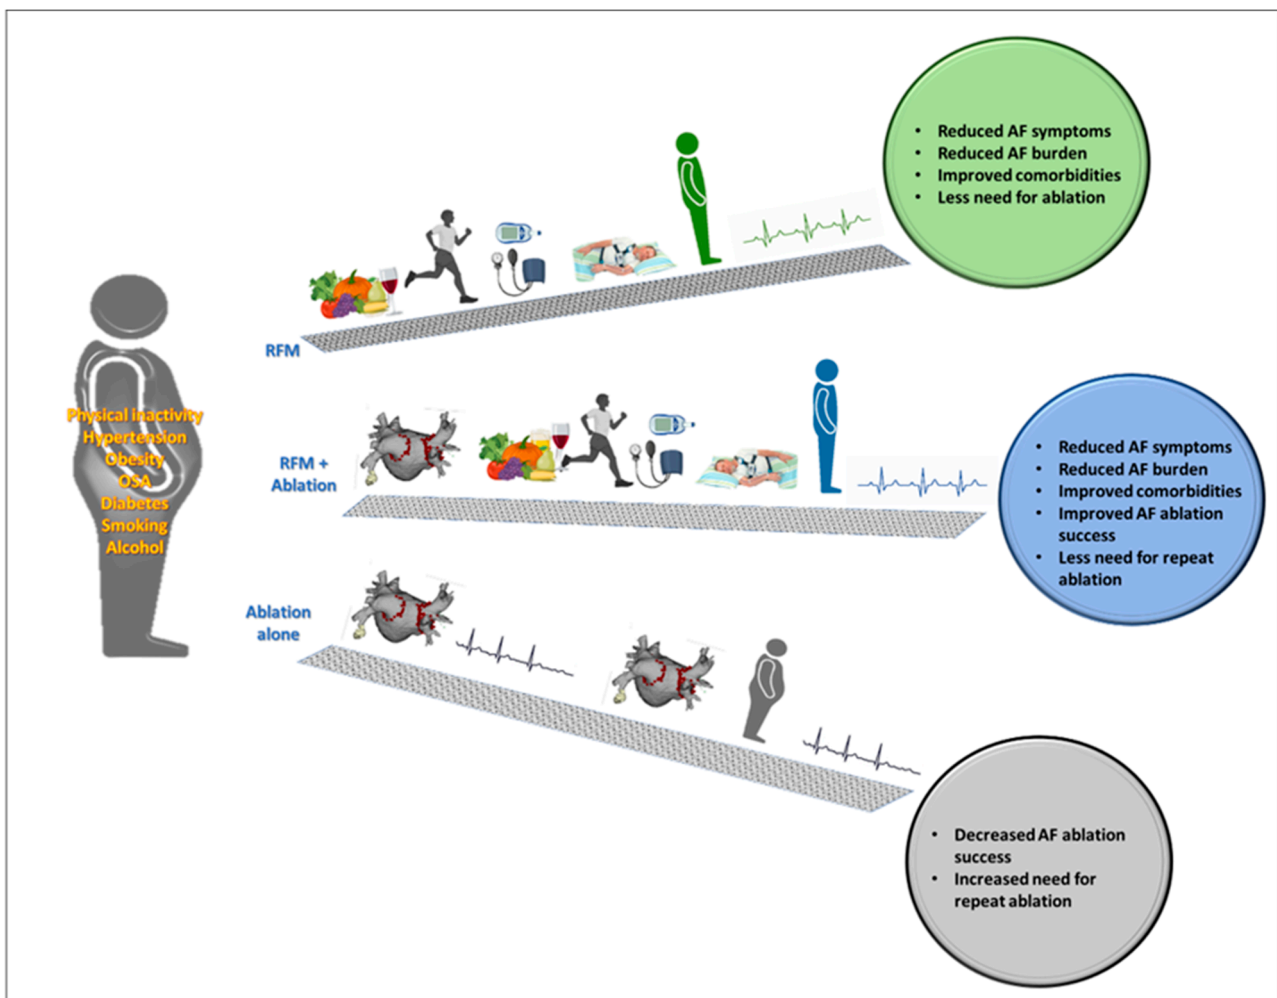 • Reduced AF symptoms
• Reduced AF burden
• Improved comorbidities
• Less need for ablation
RFM
Physical inactivity
Hypertension
Obesity
OSA
Diabetes
Smoking
Alcohol
RFM +
Ablation
• Reduced AF symptoms
• Reduced AF burden
• Improved comorbidities
• Improved AF ablation
success
• Less need for repeat
ablation
Ablation
alone
• Decreased AF ablation
success
• Increased need for
repeat ablation